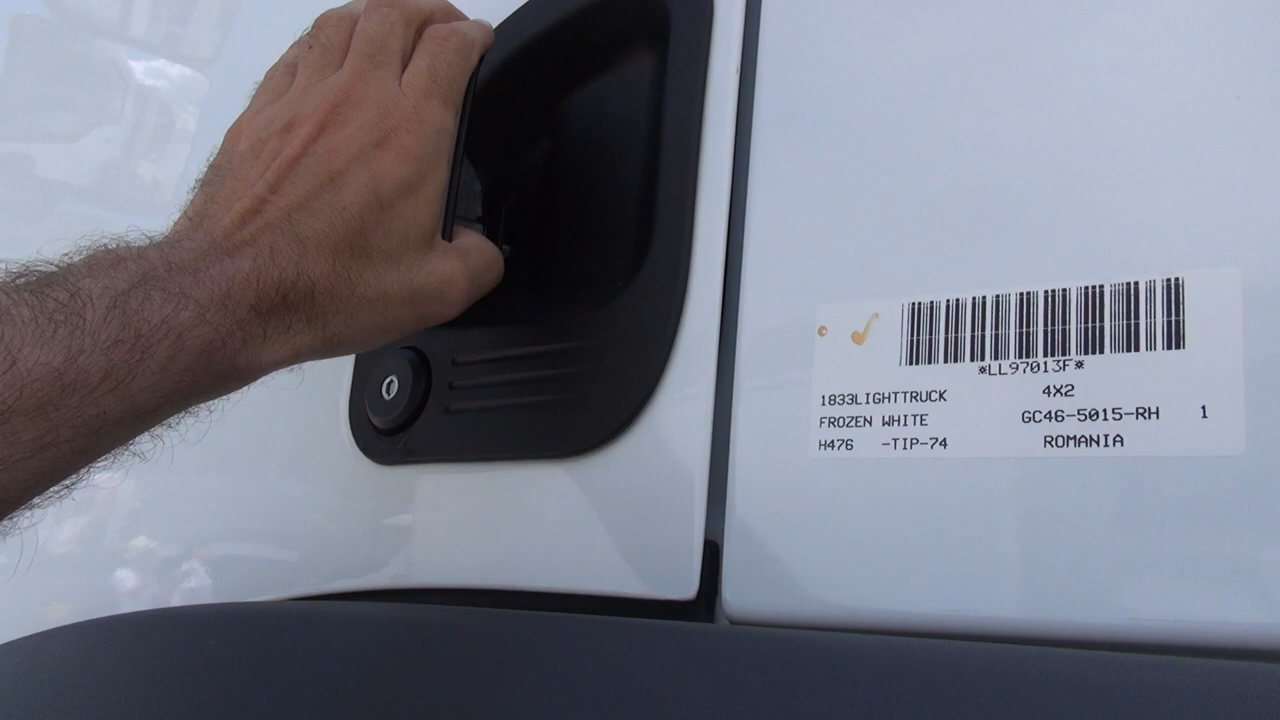 *LL97013F*
1833LIGHTTRUCK 4X2
FROZEN WHITE GC46-5015-RH 1
H476 -TIP-74 ROMANIA